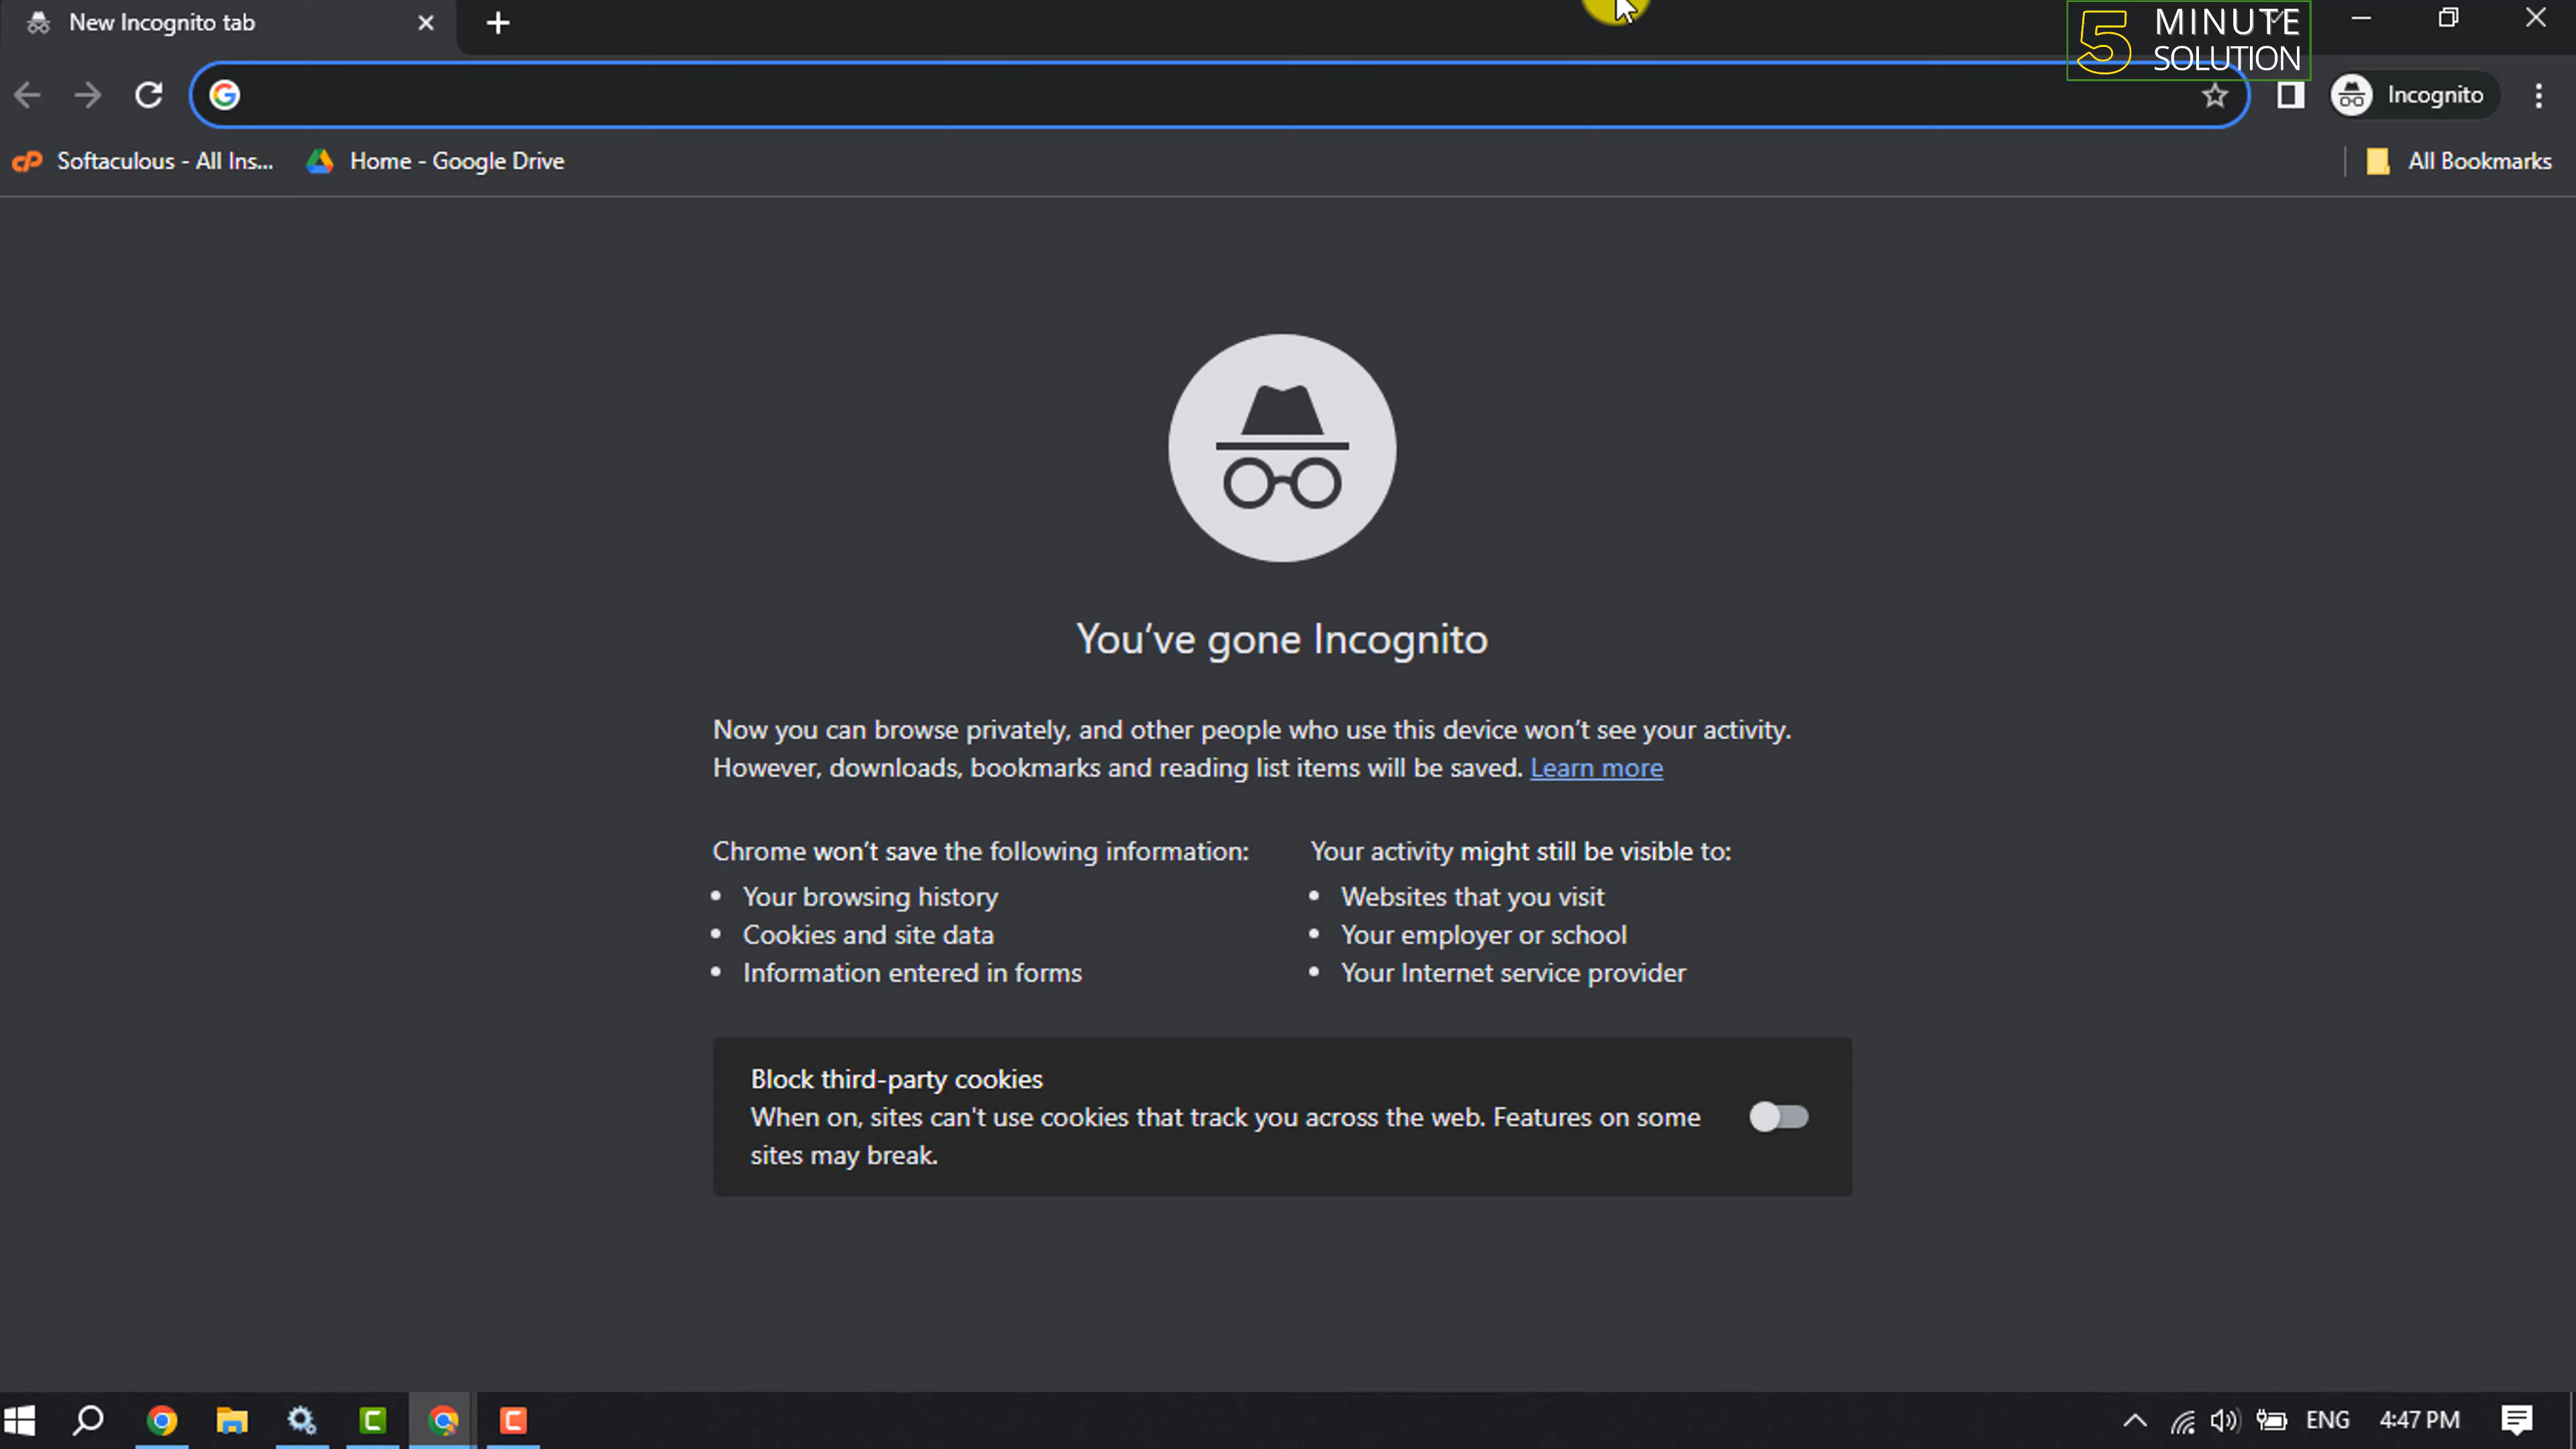 New Incognito tab
5 MINUTE
SOLUTION
Incognito
Softaculous - All Ins...
Home - Google Drive
All Bookmarks
You've gone Incognito
Now you can browse privately, and other people who use this device won't see your activity.
However, downloads, bookmarks and reading list items will be saved. Learn more
Chrome won't save the following information:
Your browsing history
Cookies and site data
Information entered in forms
Your activity might still be visible to:
Websites that you visit
Your employer or school
Your Internet service provider
Block third-party cookies
When on, sites can't use cookies that track you across the web. Features on some
sites may break.
ENG
4:47 PM